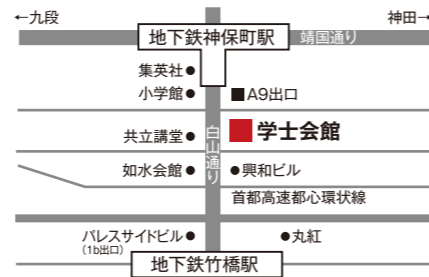 ←九段
神田→
地下鉄神保町駅
靖国通り
集英社●
小学館●
■A9出口
白山通り
共立講堂●
■学士会館
如水会館●
●興和ビル
首都高速都心環状線
パレスサイドビル●
(1b出口)
●丸紅
地下鉄竹橋駅